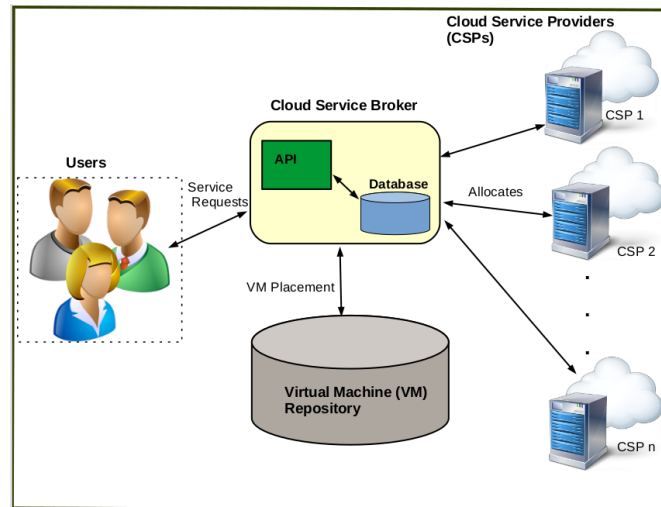 Cloud Service Providers
(CSPs)
CSP 1
Cloud Service Broker
API
Database
Users
Service
Requests
Allocates
CSP 2
VM Placement
Virtual Machine (VM)
Repository
CSP n